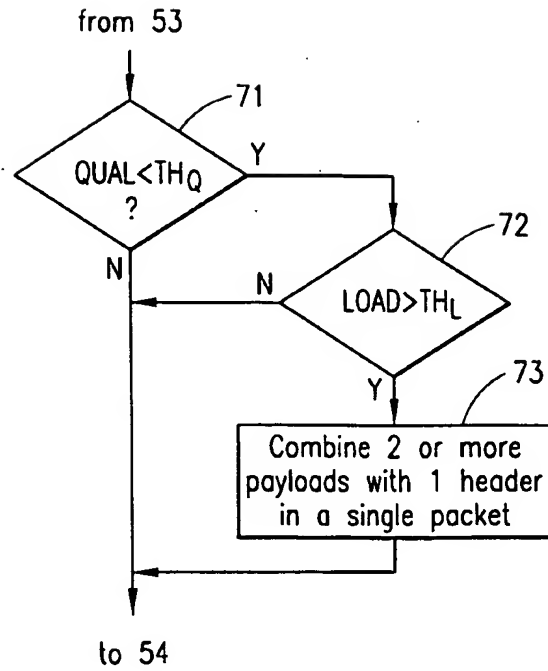 from 53
71
QUAL<TH_Q
?
Y
N
72
N
LOAD>TH_L
Y
73
Combine 2 or more
payloads with 1 header
in a single packet
to 54